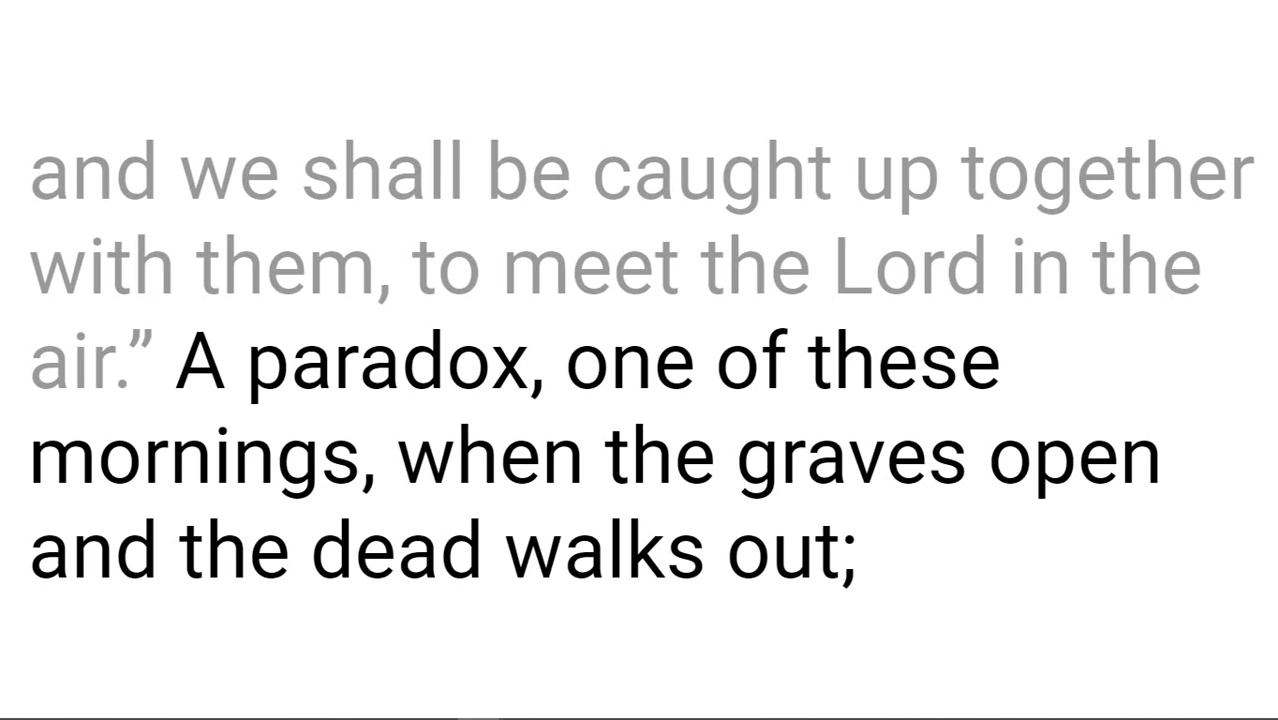 and we shall be caught up together
with them, to meet the Lord in the
air.” A paradox, one of these
mornings, when the graves open
and the dead walks out;